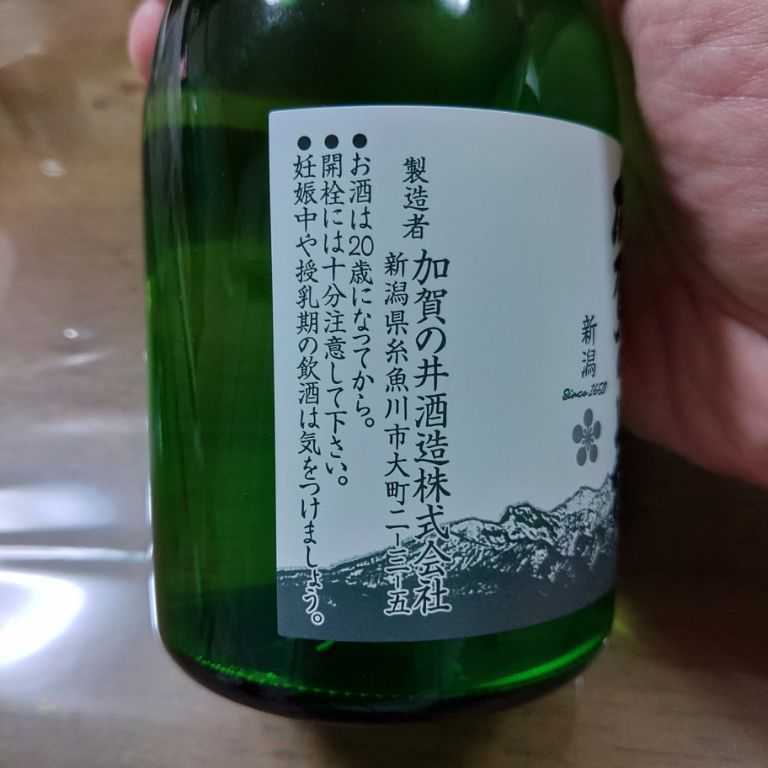 新潟
Since 1650
製造者 加賀の井酒造株式会社
新潟県糸魚川市大町二-三-五
●お酒は20歳になってから。
●開栓には十分注意して下さい。
●妊娠中や授乳期の飲酒は気をつけましょう。